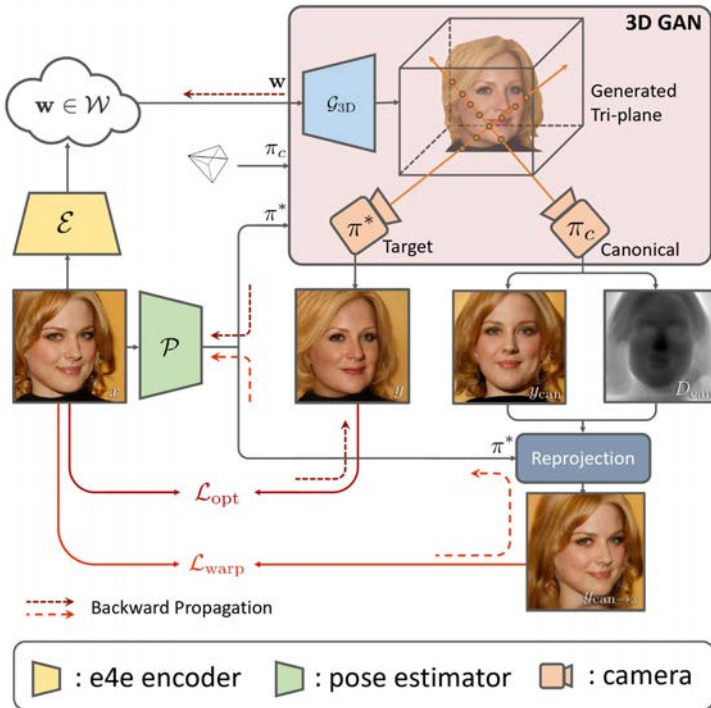 3D GAN
w
w ∈ W
G3D
Generated
Tri-plane
πc
π*
E
π*
Target
πc
Canonical
x
P
y
ycan
Dcan
π*
Reprojection
Lopt
Lwarp
ycan→x
Backward Propagation
: e4e encoder
: pose estimator
: camera